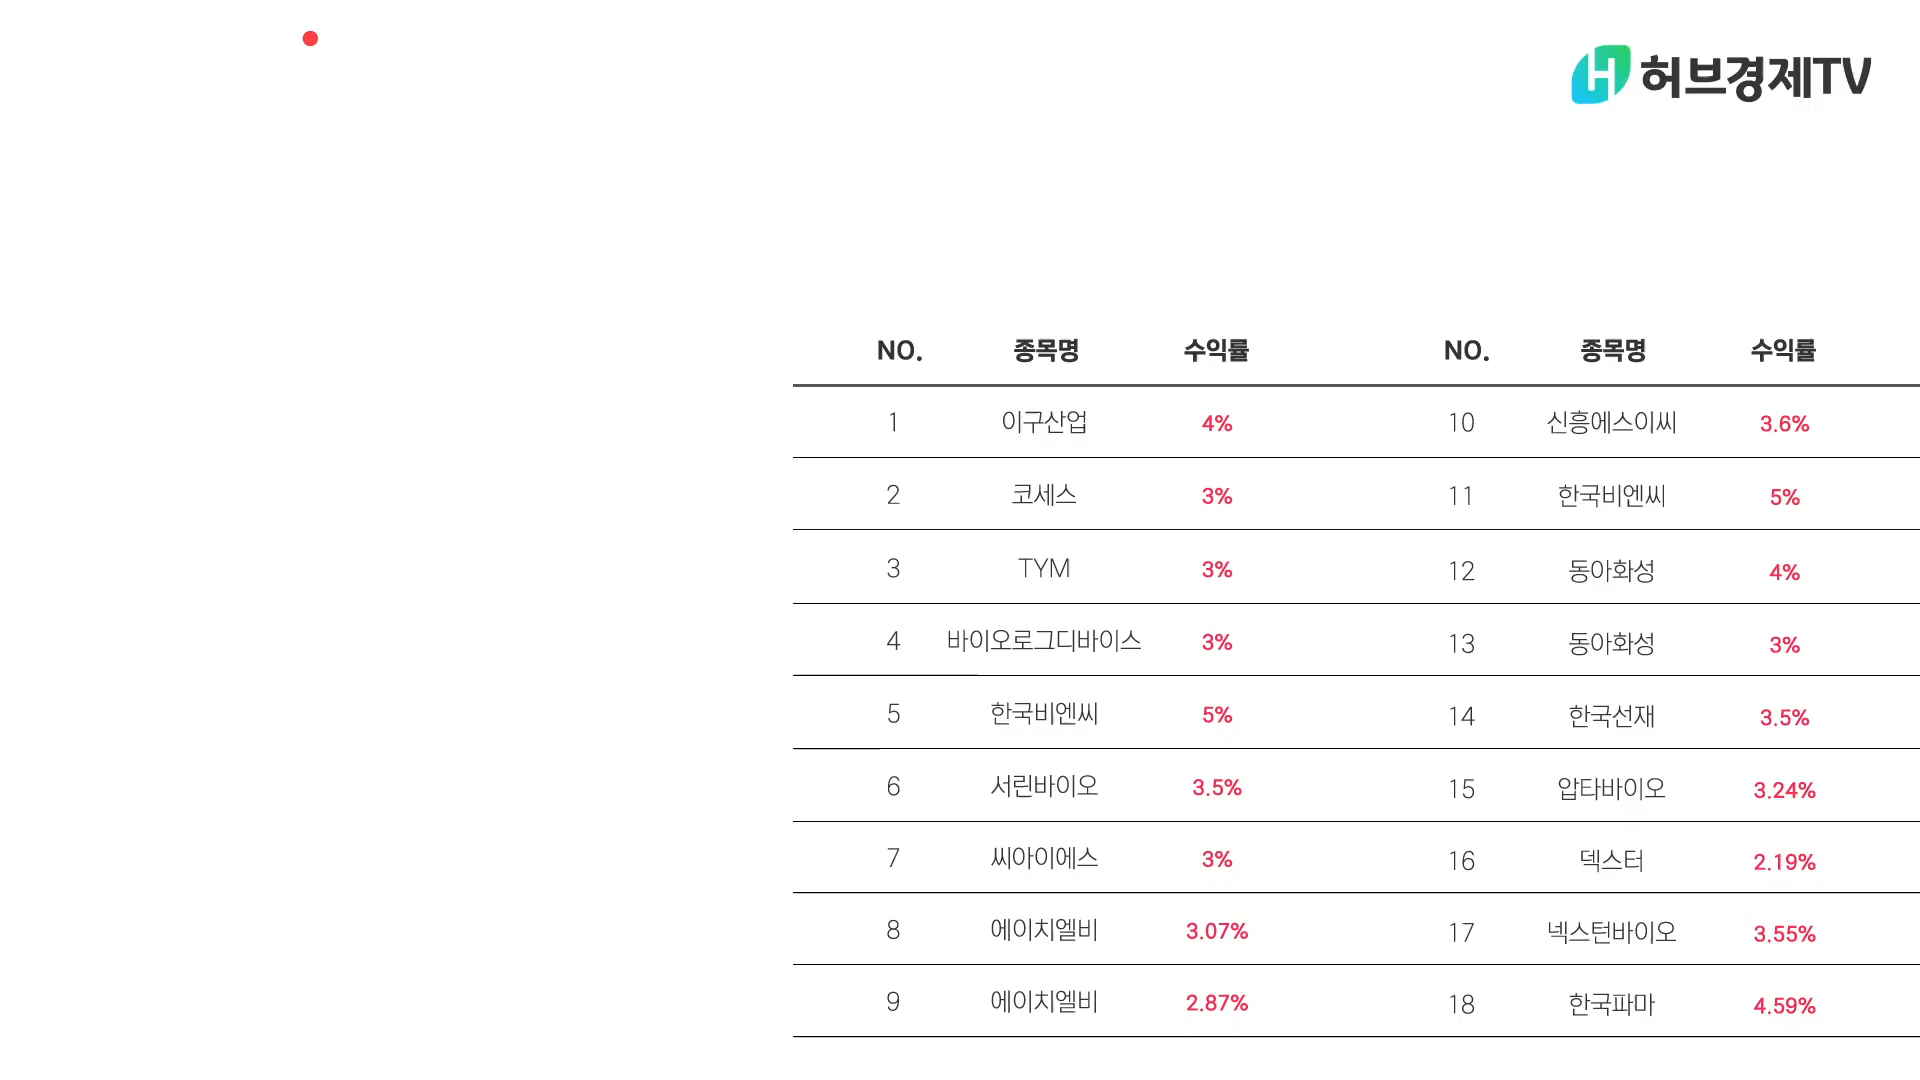 허브경제TV
NO. 종목명 수익률 NO. 종목명 수익률
1 이구산업 4% 10 신흥에스이씨 3.6%
2 코세스 3% 11 한국비엔씨 5%
3 TYM 3% 12 동아화성 4%
4 바이오로그디바이스 3% 13 동아화성 3%
5 한국비엔씨 5% 14 한국선재 3.5%
6 서린바이오 3.5% 15 압타바이오 3.24%
7 씨아이에스 3% 16 덱스터 2.19%
8 에이치엘비 3.07% 17 넥스턴바이오 3.55%
9 에이치엘비 2.87% 18 한국파마 4.59%